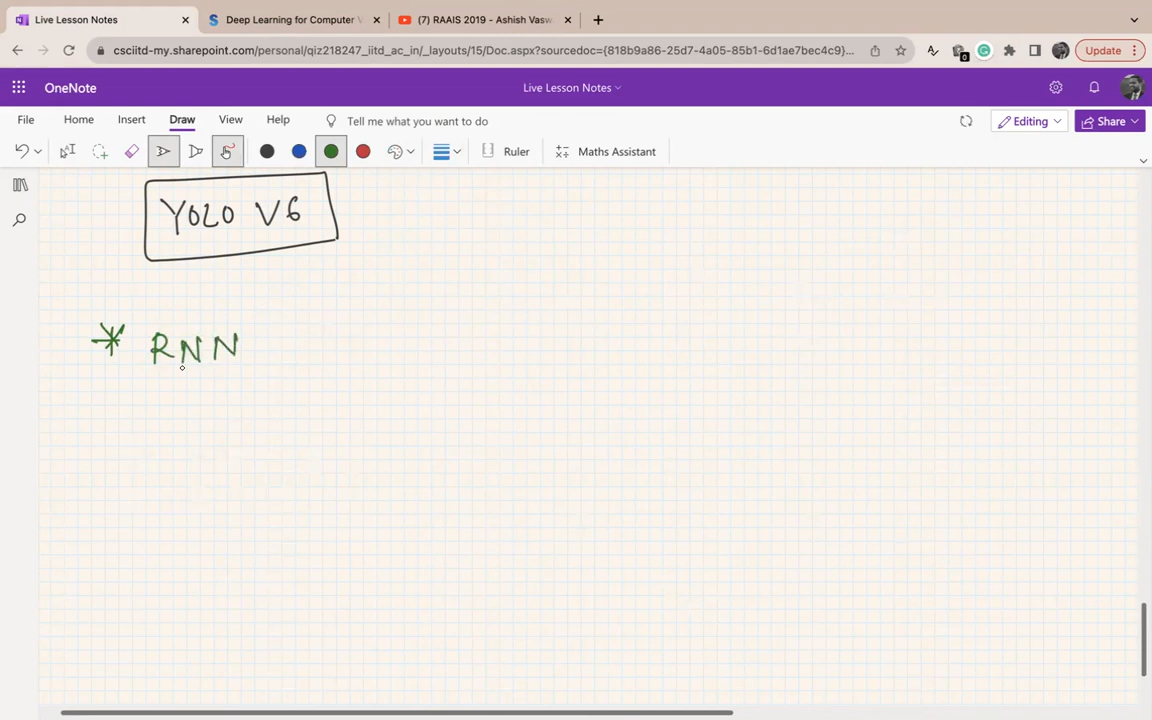 Live Lesson Notes
Deep Learning for Computer V
(7) RAAIS 2019 - Ashish Vasw
csciitd-my.sharepoint.com/personal/qiz218247_iitd_ac_in/_layouts/15/Doc.aspx?sourcedoc={818b9a86-25d7-4a05-85b1-6d1ae7bec4c9}...
0
Update
OneNote
Live Lesson Notes
File Home Insert Draw View Help Tell me what you want to do
Editing
Share
Ruler
Maths Assistant
YOLO V6
* RNN